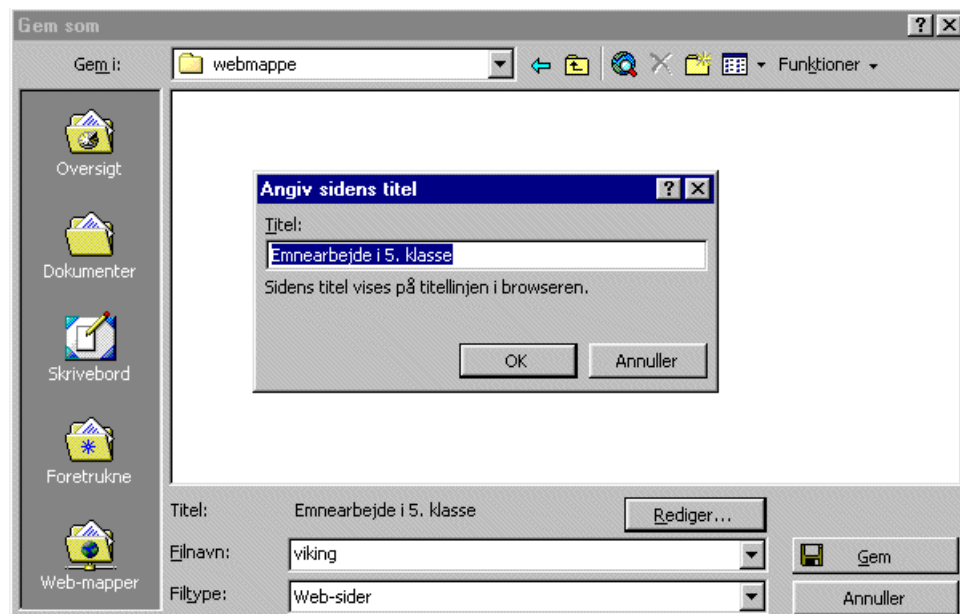 Gem som
Gem i:
webmappe
Funktioner
Oversigt
Dokumenter
Skrivebord
Foretrukne
Web-mapper
Angiv sidens titel
Titel:
Emnearbejde i 5. klasse
Sidens titel vises på titellinjen i browseren.
OK
Annuller
Titel:
Emnearbejde i 5. klasse
Rediger...
Filnavn:
viking
Gem
Filtype:
Web-sider
Annuller